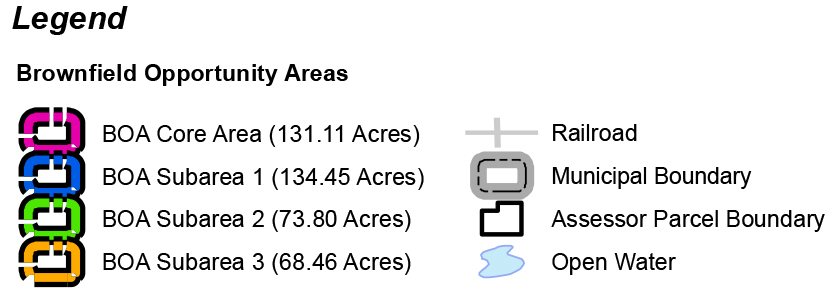 Legend
Brownfield Opportunity Areas
BOA Core Area (131.11 Acres)
BOA Subarea 1 (134.45 Acres)
BOA Subarea 2 (73.80 Acres)
BOA Subarea 3 (68.46 Acres)
Railroad
Municipal Boundary
Assessor Parcel Boundary
Open Water